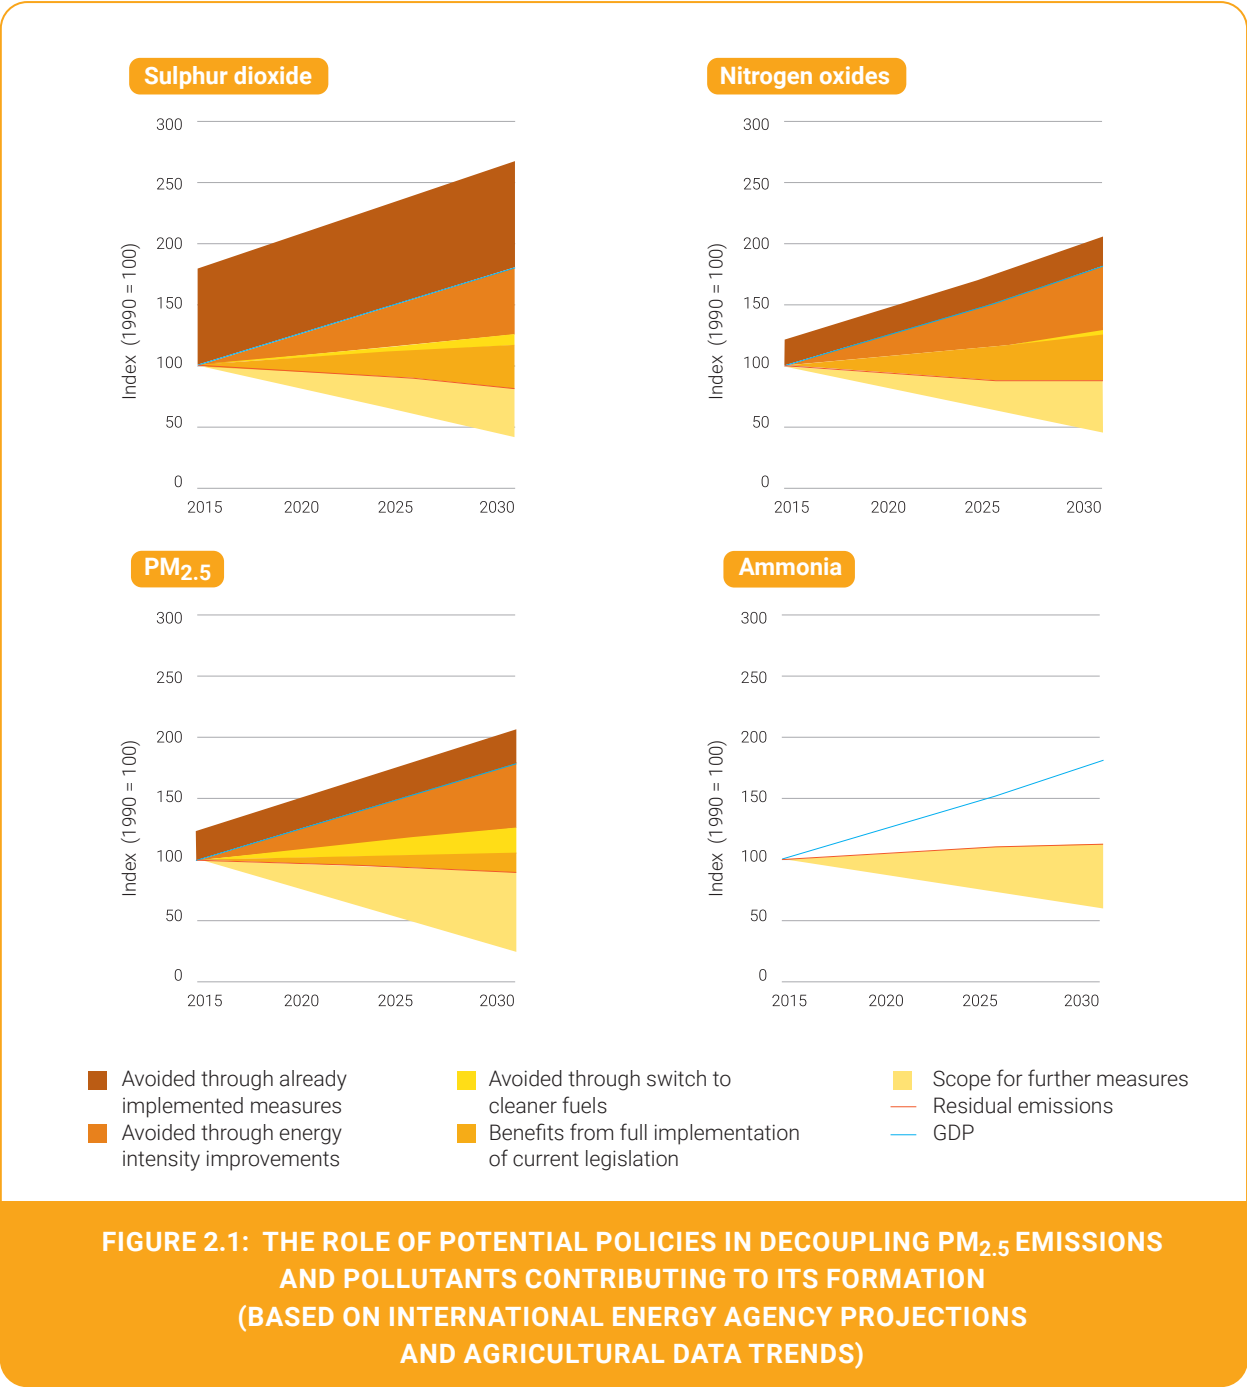 Sulphur dioxide
300
250
200
150
100
50
0
Index (1990 = 100)
2015 2020 2025 2030
Nitrogen oxides
300
250
200
150
100
50
0
Index (1990 = 100)
2015 2020 2025 2030
PM2.5
300
250
200
150
100
50
0
Index (1990 = 100)
2015 2020 2025 2030
Ammonia
300
250
200
150
100
50
0
Index (1990 = 100)
2015 2020 2025 2030
Avoided through already
implemented measures
Avoided through energy
intensity improvements
Avoided through switch to
cleaner fuels
Benefits from full implementation
of current legislation
Scope for further measures
Residual emissions
GDP
FIGURE 2.1: THE ROLE OF POTENTIAL POLICIES IN DECOUPLING PM2.5 EMISSIONS
AND POLLUTANTS CONTRIBUTING TO ITS FORMATION
(BASED ON INTERNATIONAL ENERGY AGENCY PROJECTIONS
AND AGRICULTURAL DATA TRENDS)